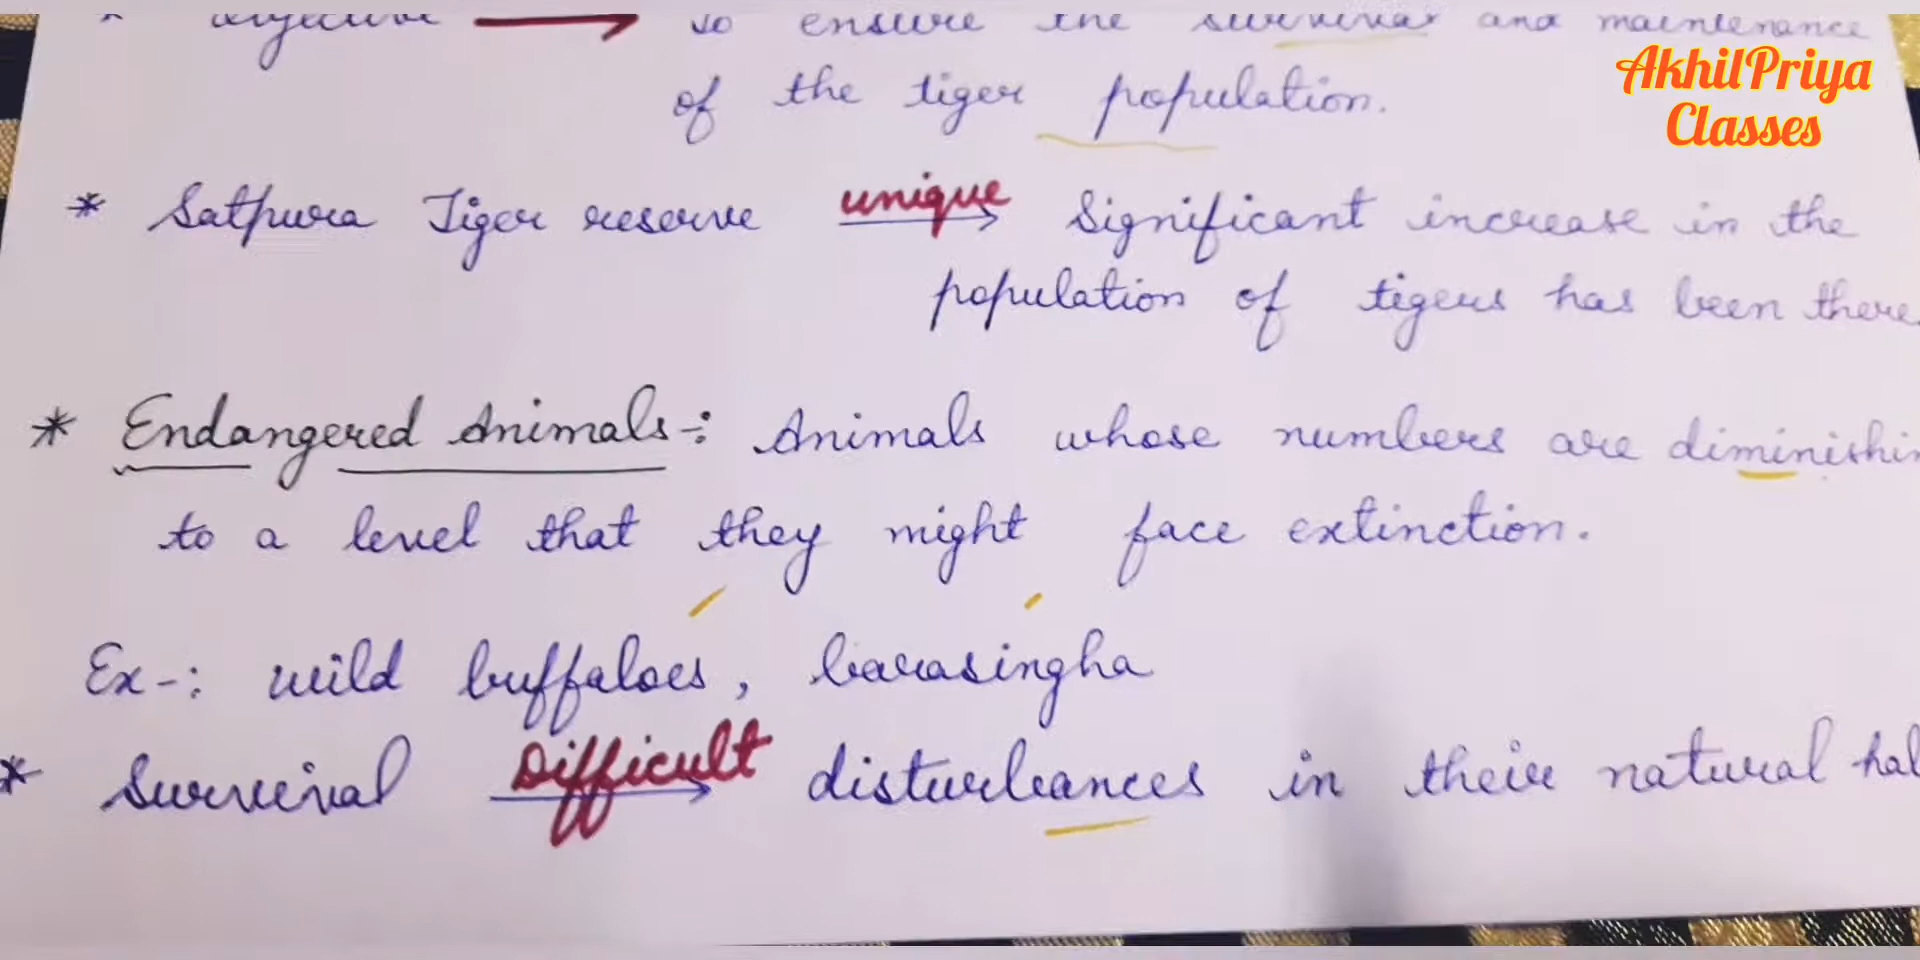 * objective → to ensure the survival and maintenance
of the tiger population.
AkhilPriya
Classes
* Satpura Tiger reserve unique → Significant increase in the
population of tigers has been there
* Endangered Animals-: Animals whose numbers are diminishin
to a level that they might face extinction.
Ex-: wild buffaloes, barasingha
* Survival Difficult → disturbances in their natural hab